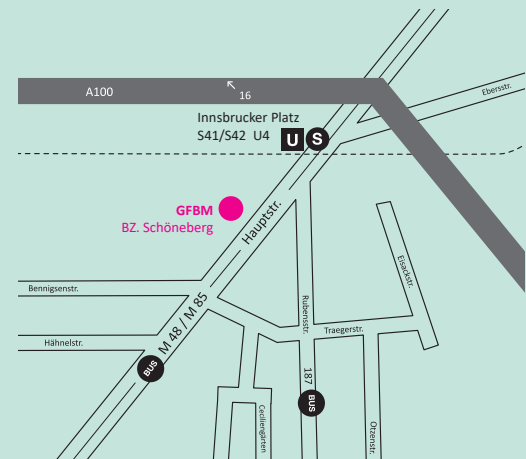 A100
16
Ebersstr.
Innsbrucker Platz
S41/S42 U4
U
S
GFBM
BZ. Schöneberg
Hauptstr.
Eisackstr.
Bennigsenstr.
M 48 / M 85
Rubensstr.
Traegerstr.
Hähnelstr.
BUS
187
BUS
Ceciliengärten
Otzenstr.